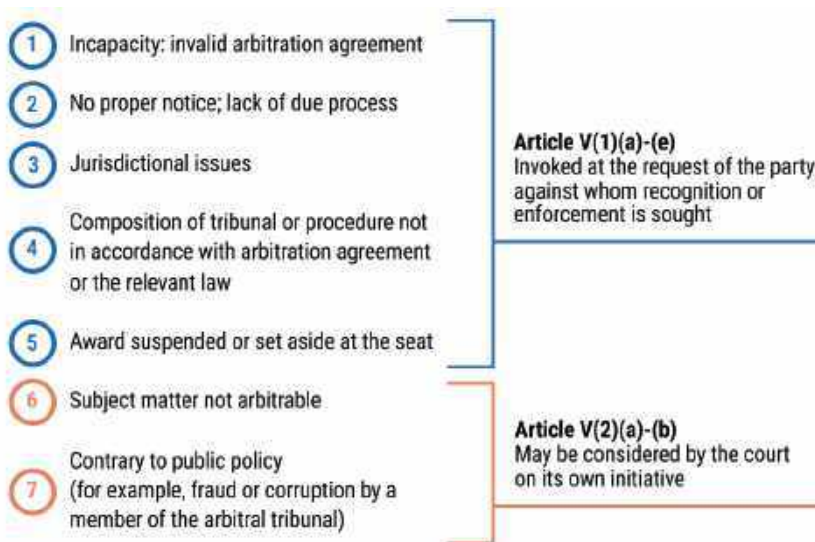 1 Incapacity: invalid arbitration agreement
2 No proper notice; lack of due process
3 Jurisdictional issues
4 Composition of tribunal or procedure not
in accordance with arbitration agreement
or the relevant law
5 Award suspended or set aside at the seat
Article V(1)(a)-(e)
Invoked at the request of the party
against whom recognition or
enforcement is sought
6 Subject matter not arbitrable
7 Contrary to public policy
(for example, fraud or corruption by a
member of the arbitral tribunal)
Article V(2)(a)-(b)
May be considered by the court
on its own initiative